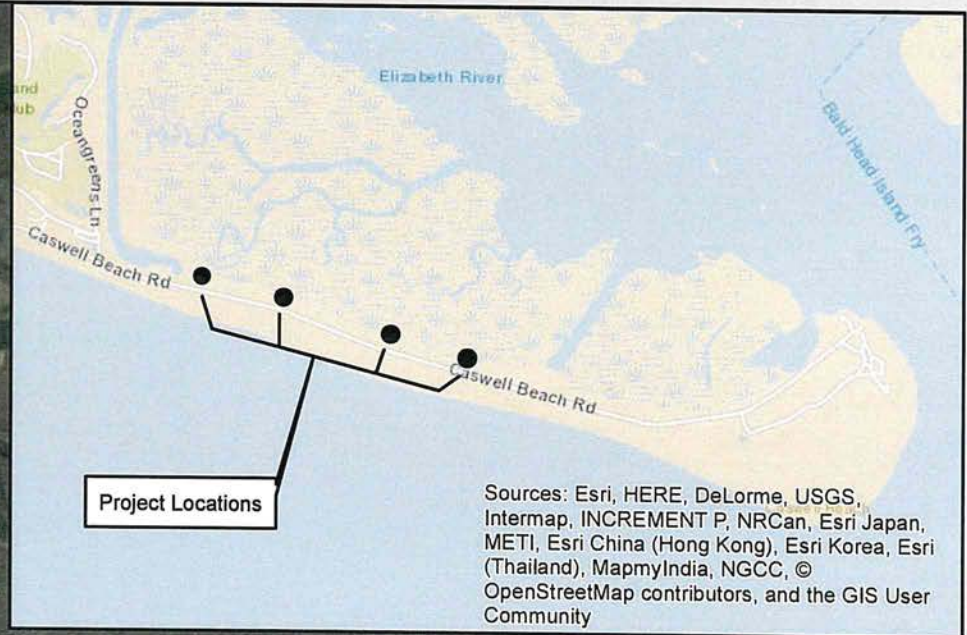 Elizabeth River
Bald Head Island Fry
Oceangreens Ln
Caswell Beach Rd
Caswell Beach Rd
Project Locations
Sources: Esri, HERE, DeLorme, USGS,
Intermap, INCREMENT P, NRCan, Esri Japan,
METI, Esri China (Hong Kong), Esri Korea, Esri
(Thailand), MapmyIndia, NGCC, ©
OpenStreetMap contributors, and the GIS User
Community